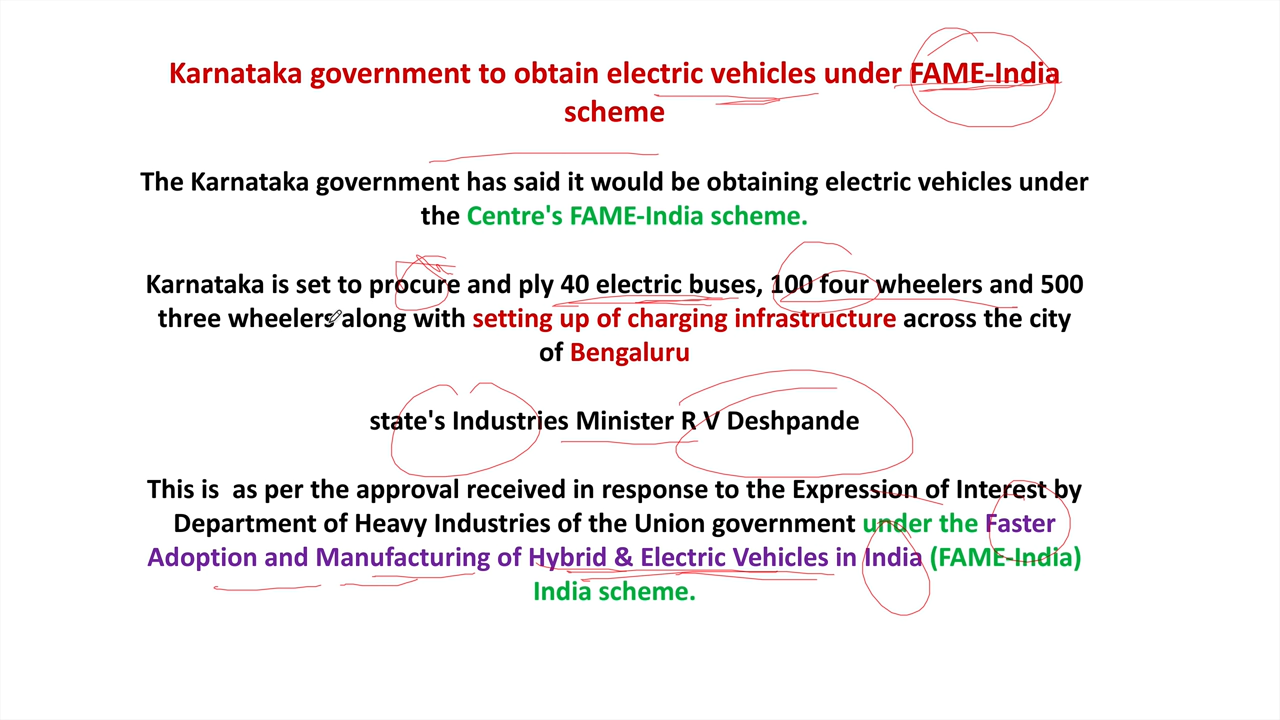 Karnataka government to obtain electric vehicles under FAME-India
scheme
The Karnataka government has said it would be obtaining electric vehicles under
the Centre's FAME-India scheme.
Karnataka is set to procure and ply 40 electric buses, 100 four wheelers and 500
three wheelers along with setting up of charging infrastructure across the city
of Bengaluru
state's Industries Minister R V Deshpande
This is  as per the approval received in response to the Expression of Interest by
Department of Heavy Industries of the Union government under the Faster
Adoption and Manufacturing of Hybrid & Electric Vehicles in India (FAME-India)
India scheme.